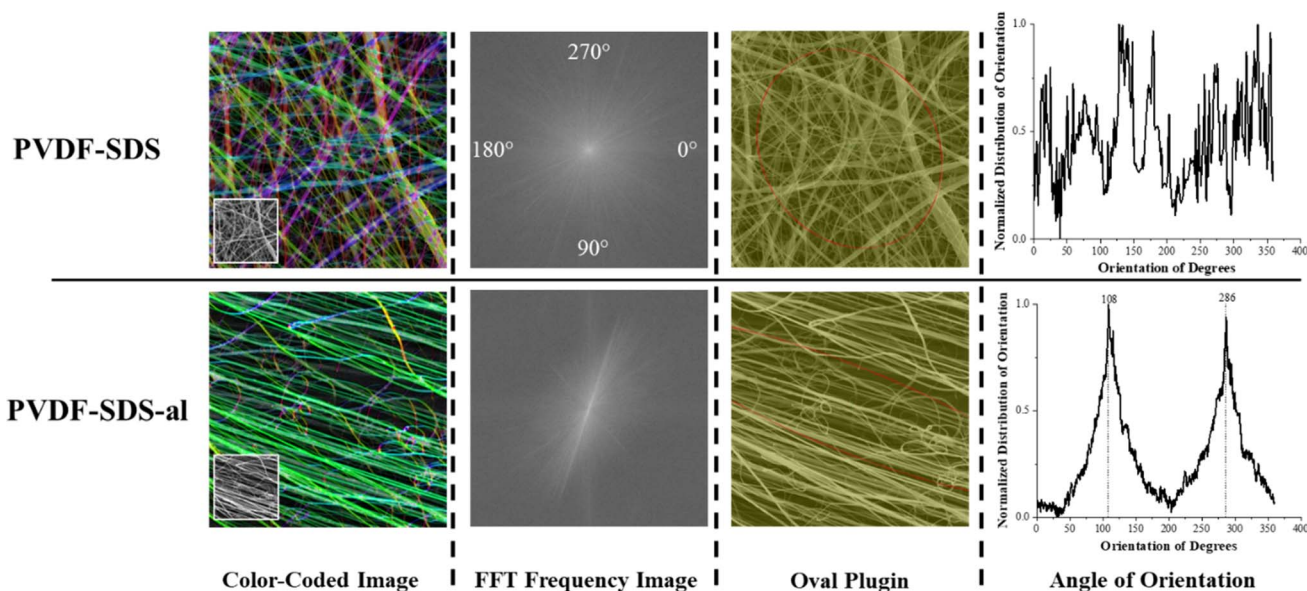 PVDF-SDS
270°
180°
0°
90°
Normalized Distribution of Orientation
1.0
0.5
0.0
0 50 100 150 200 250 300 350 400
Orientation of Degrees
PVDF-SDS-al
Normalized Distribution of Orientation
1.0
0.5
0.0
108
286
0 50 100 150 200 250 300 350 400
Orientation of Degrees
Color-Coded Image
FFT Frequency Image
Oval Plugin
Angle of Orientation